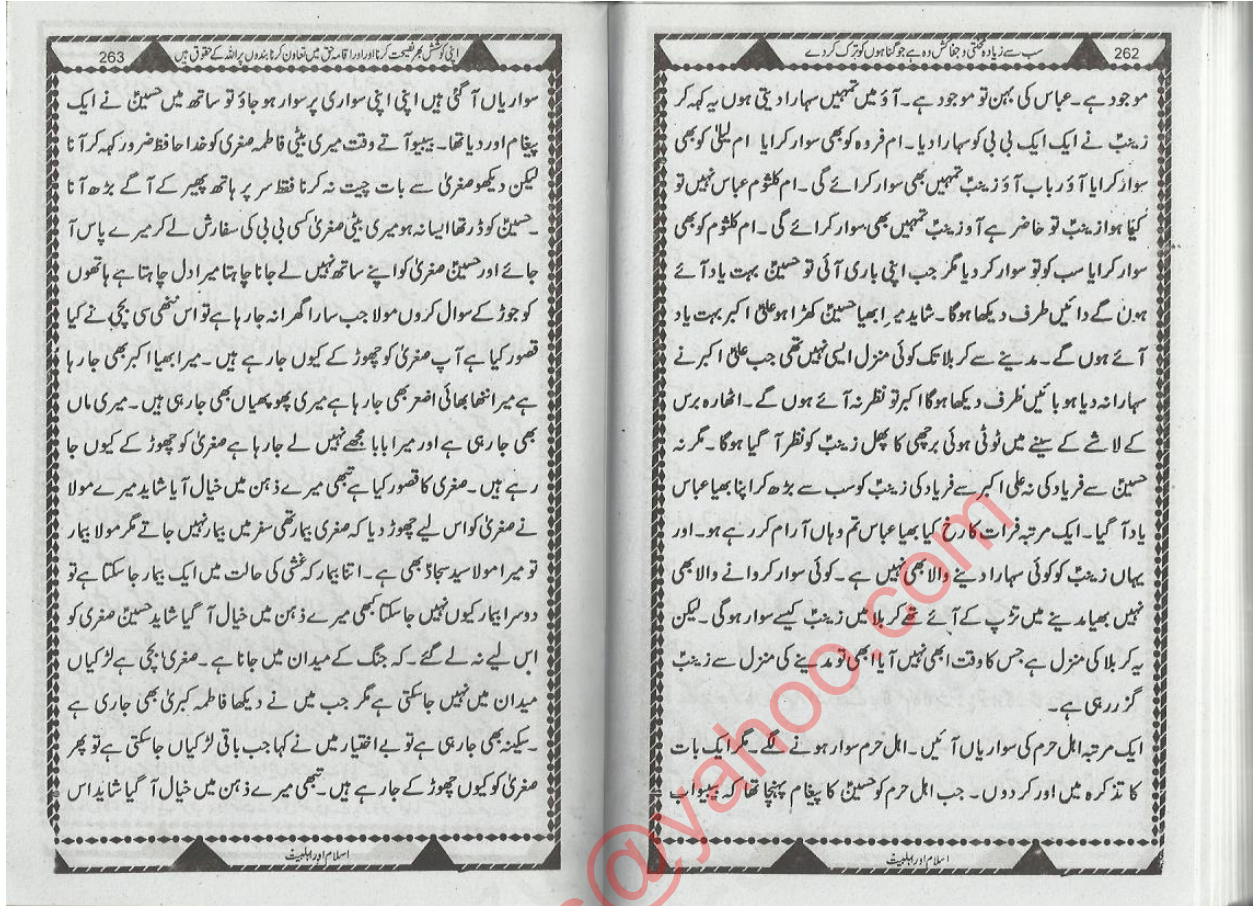 262
سب سے زیادہ محنتی و جفاکش وہ ہے جو گناہوں کو ترک کر دے
موجود ہے۔ عباس کی بہن تو موجود ہے۔ آؤ میں تمہیں سہارا دیتی ہوں یہ کہہ کر
زینبؑ نے ایک ایک بی بی کو سہارا دیا۔ ام فروہ کو بھی سوار کرایا ام لیلیٰ کو بھی
سوار کرایا آؤ رباب آؤ زینبؑ تمہیں بھی سوار کرائے گی۔ ام کلثوم عباس نہیں تو
کیا ہوا زینبؑ تو حاضر ہے آو زینبؑ تمہیں بھی سوار کرائے گی۔ ام کلثوم کو بھی
سوار کرایا سب کو تو سوار کر دیا مگر جب اپنی باری آئی تو حسینؑ بہت یاد آئے
ہون گے دائیں طرف دیکھا ہوگا۔ شاید میرا بھیا حسینؑ کھڑا ہو علیؑ اکبر بہت یاد
آئے ہوں گے۔ مدینے سے کربلا تک کوئی منزل ایسی نہیں تھی جب علیؑ اکبر نے
سہارا نہ دیا ہو بائیں طرف دیکھا ہوگا اکبر تو نظر نہ آئے ہوں گے۔ اٹھارہ برس
کے لاشے کے سینے میں ٹوٹی ہوئی برچھی کا پھل زینبؑ کو نظر آ گیا ہوگا۔ مگر نہ
حسینؑ سے فریاد کی نہ علی اکبر سے فریاد کی زینبؑ کو سب سے بڑھ کر اپنا بھیا عباس
یاد آ گیا۔ ایک مرتبہ فرات کا رخ کیا بھیا عباس تم وہاں آرام کر رہے ہو۔ اور
یہاں زینبؑ کو کوئی سہارا دینے والا بھی نہیں ہے۔ کوئی سوار کروانے والا بھی
نہیں بھیا مدینے میں تڑپ کے آئے تھے کربلا میں زینبؑ کیسے سوار ہوگی۔ لیکن
یہ کربلا کی منزل ہے جس کا وقت ابھی نہیں آیا ابھی تو مدینے کی منزل سے زینبؑ
گزر رہی ہے۔
ایک مرتبہ اہل حرم کی سواریاں آئیں۔ اہل حرم سوار ہونے لگے۔ مگر ایک بات
کا تذکرہ میں اور کر دوں۔ جب اہل حرم کو حسینؑ کا پیغام پہنچا تھا کہ بیبیو اب
اسلام اور اہلبیت
263
اپنی کوشش بھر نصیحت کرنا اور اور اقامہ حق میں تعاون کرنا بندوں پر اللہ کے حقوق ہیں
سواریاں آ گئی ہیں اپنی اپنی سواری پر سوار ہو جاؤ تو ساتھ میں حسینؑ نے ایک
پیغام اور دیا تھا۔ بیبیو آتے وقت میری بیٹی فاطمہ صغری کو خدا حافظ ضرور کہہ کر آنا
لیکن دیکھو صغریٰ سے بات چیت نہ کرنا فقط سر پر ہاتھ پھیر کے آگے بڑھ آنا
۔ حسینؑ کو ڈر تھا ایسا نہ ہو میری بیٹی صغریٰ کسی بی بی کی سفارش لے کر میرے پاس آ
جائے اور حسینؑ صغریٰ کو اپنے ساتھ نہیں لے جانا چاہتا میرا دل چاہتا ہے ہاتھوں
کو جوڑ کے سوال کروں مولا جب سارا گھرانہ جا رہا ہے تو اس ننھی سی بچی نے کیا
قصور کیا ہے آپ صغریٰ کو چھوڑ کے کیوں جا رہے ہیں۔ میرا بھیا اکبر بھی جا رہا
ہے میرا ننھا بھائی اضعر بھی جا رہا ہے میری پھوپھیاں بھی جا رہی ہیں۔ میری ماں
بھی جا رہی ہے اور میرا بابا مجھے نہیں لے جا رہا ہے صغریٰ کو چھوڑ کے کیوں جا
رہے ہیں۔ صغری کا قصور کیا ہے تبھی میرے ذہن میں خیال آیا شاید میرے مولا
نے صغریٰ کو اس لیے چھوڑ دیا کہ صغری بیمار تھی سفر میں بیمار نہیں جاتے مگر مولا بیمار
تو میرا مولا سید سجادؑ بھی ہے۔ اتنا بیمار کہ غشی کی حالت میں ایک بیمار جا سکتا ہے تو
دوسرا بیمار کیوں نہیں جا سکتا کبھی میرے ذہن میں خیال آ گیا شاید حسینؑ صغری کو
اس لیے نہ لے گئے۔ کہ جنگ کے میدان میں جانا ہے۔ صغریٰ بچی ہے لڑکیاں
میدان میں نہیں جا سکتی ہے مگر جب میں نے دیکھا فاطمہ کبریٰ بھی جاری ہے
۔ سکینہ بھی جا رہی ہے تو بے اختیار میں نے کہا جب باقی لڑکیاں جا سکتی ہے تو پھر
صغریٰ کو کیوں چھوڑ کے جا رہے ہیں۔ تبھی میرے ذہن میں خیال آ گیا شاید اس
اسلام اور اہلبیت
s@yahoo.com